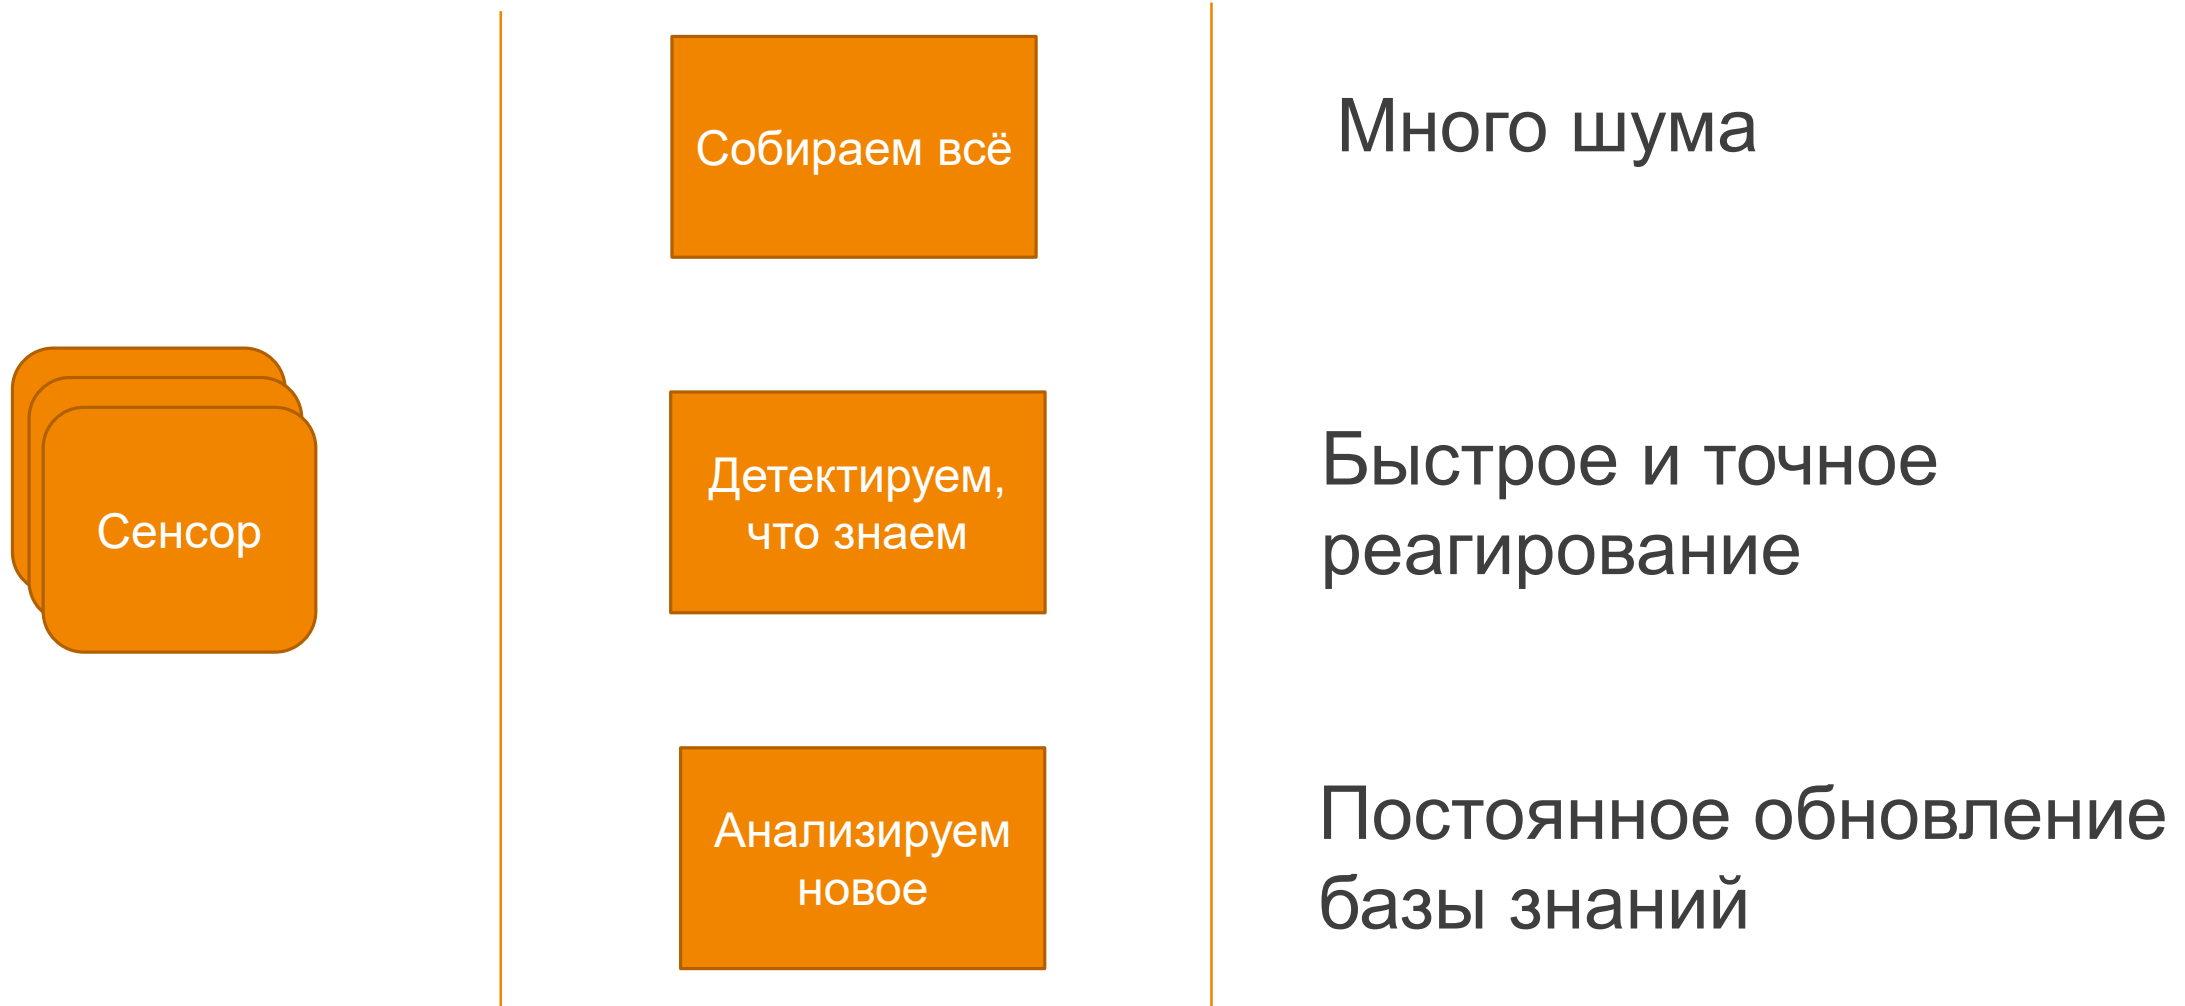 Сенсор
Собираем всё
Много шума
Детектируем,
что знаем
Быстрое и точное
реагирование
Анализируем
новое
Постоянное обновление
базы знаний